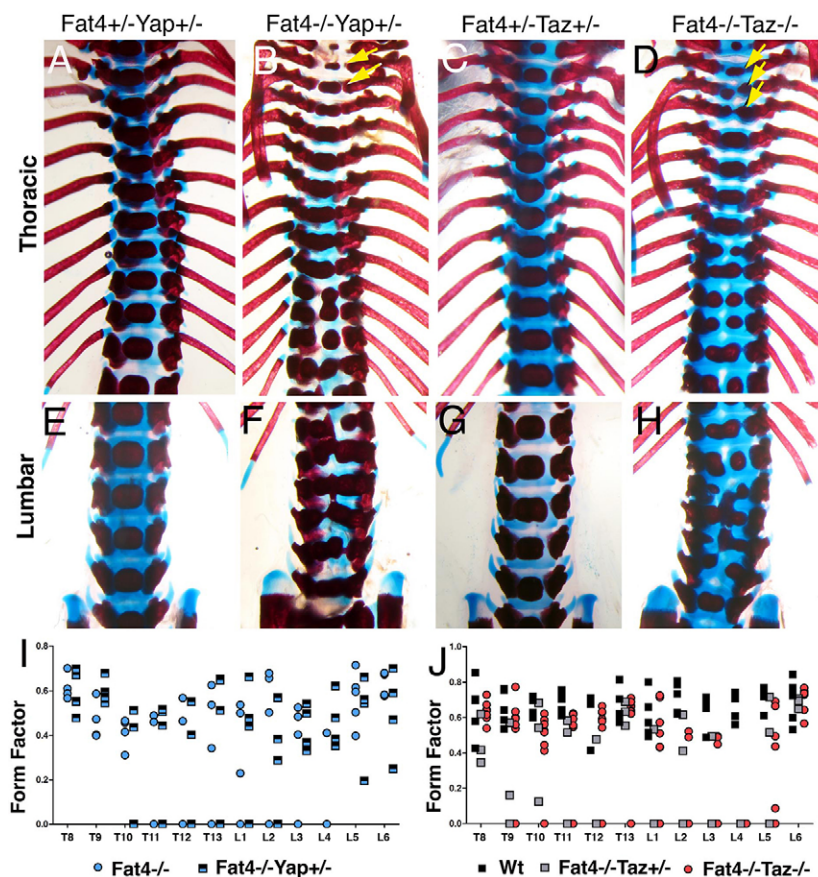 Fat4+/-Yap+/- Fat4-/-Yap+/- Fat4+/-Taz+/- Fat4-/-Taz-/-
A B C D
Thoracic
E F G H
Lumbar
I J
0.8
0.6
0.4
0.2
0.0
Form Factor
T8 T9 T10 T11 T12 T13 L1 L2 L3 L4 L5 L6
Fat4-/- Fat4-/-Yap+/-
1.0
0.8
0.6
0.4
0.2
0.0
Form Factor
T8 T9 T10 T11 T12 T13 L1 L2 L3 L4 L5 L6
Wt Fat4-/-Taz+/- Fat4-/-Taz-/-